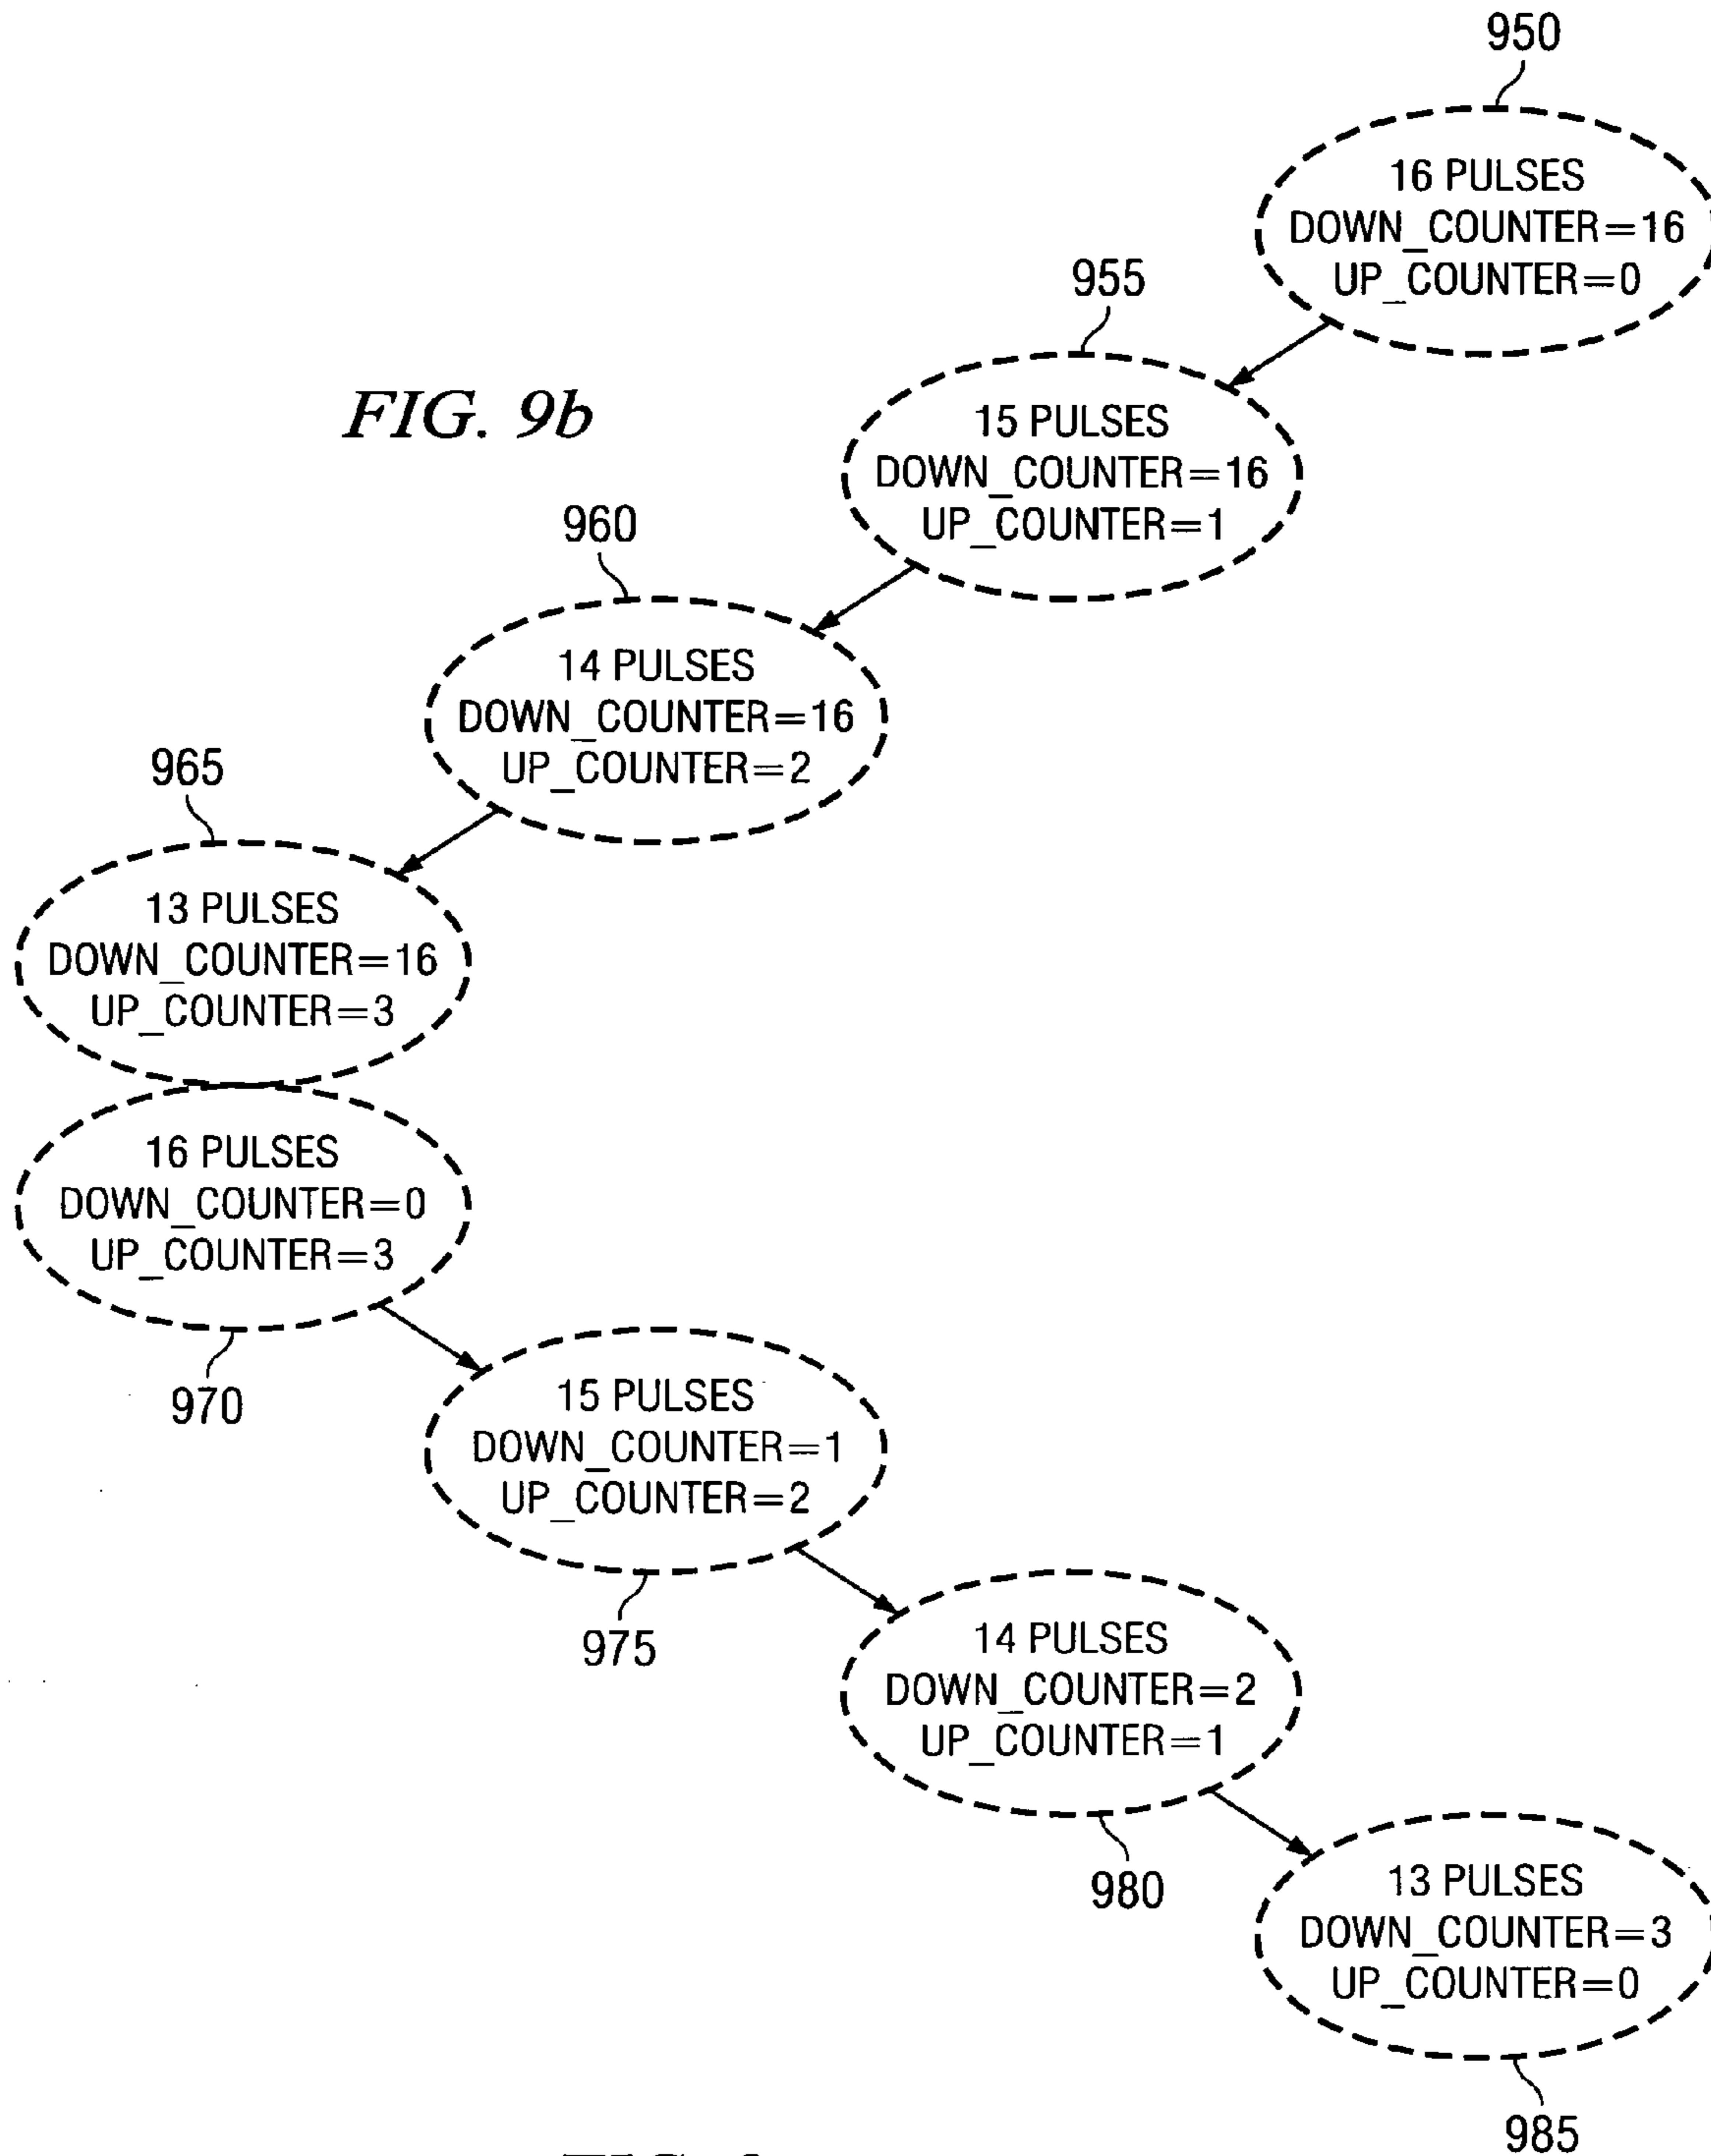 950
16 PULSES
DOWN_COUNTER=16
UP_COUNTER=0
955
FIG. 9b
15 PULSES
DOWN_COUNTER=16
UP_COUNTER=1
960
14 PULSES
DOWN_COUNTER=16
UP_COUNTER=2
965
13 PULSES
DOWN_COUNTER=16
UP_COUNTER=3
16 PULSES
DOWN_COUNTER=0
UP_COUNTER=3
970
15 PULSES
DOWN_COUNTER=1
UP_COUNTER=2
975
14 PULSES
DOWN_COUNTER=2
UP_COUNTER=1
980
13 PULSES
DOWN_COUNTER=3
UP_COUNTER=0
985